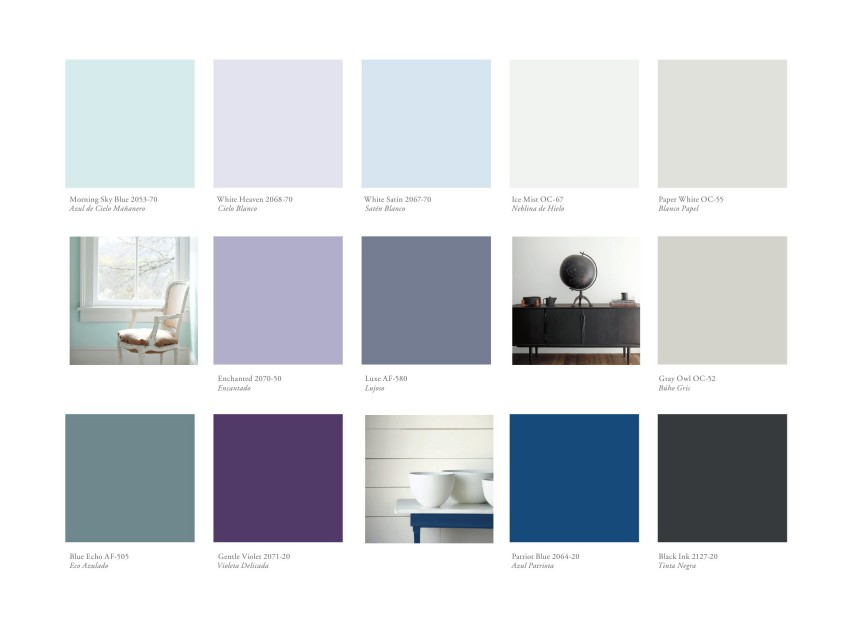 Morning Sky Blue 2053-70
Azul de Cielo Mañanero
White Heaven 2068-70
Cielo Blanco
White Satin 2067-70
Satén Blanco
Ice Mist OC-67
Neblina de Hielo
Paper White OC-55
Blanco Papel
Enchanted 2070-50
Encantado
Luxe AF-580
Lujoso
Gray Owl OC-52
Búho Gris
Blue Echo AF-505
Eco Azulado
Gentle Violet 2071-20
Violeta Delicada
Patriot Blue 2064-20
Azul Patriota
Black Ink 2127-20
Tinta Negra